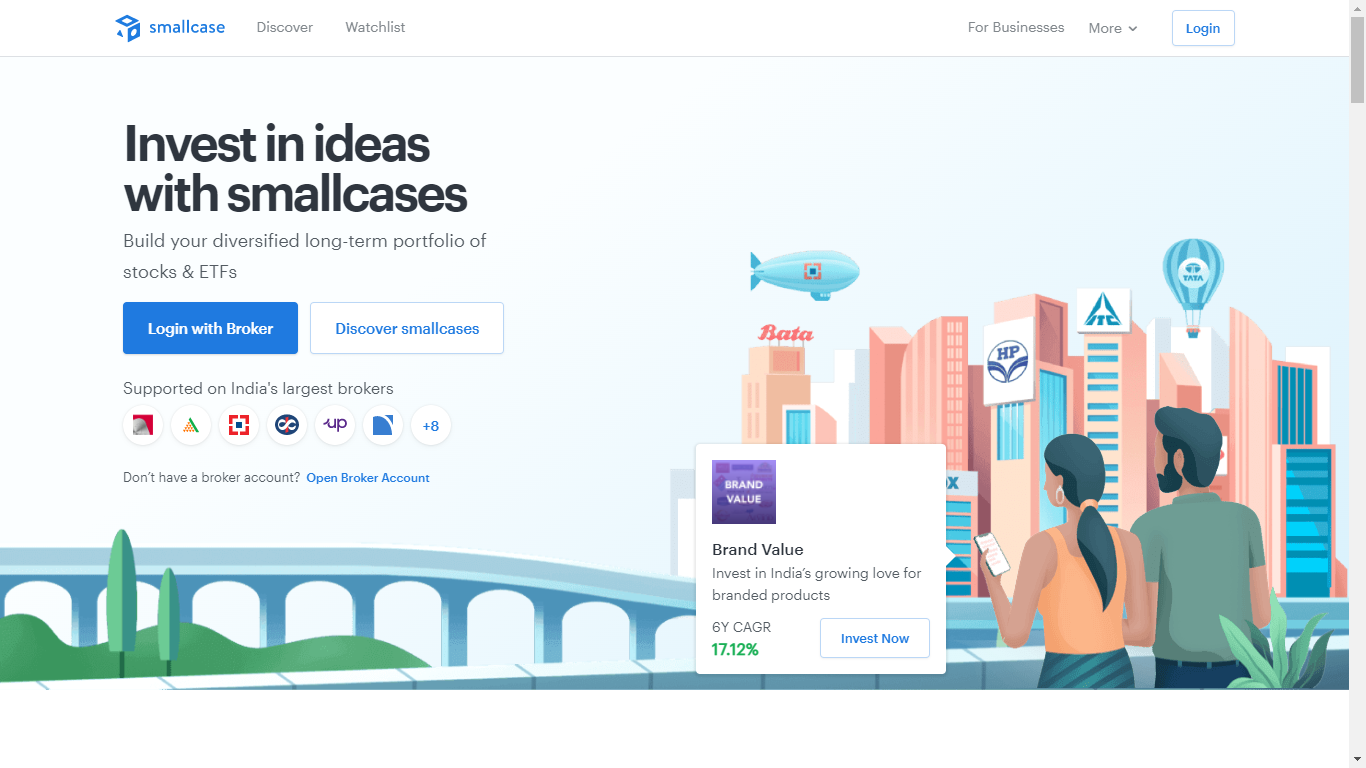 smallcase
Discover
Watchlist
For Businesses
More
Login
Invest in ideas
with smallcases
Build your diversified long-term portfolio of
stocks & ETFs
Login with Broker
Discover smallcases
Supported on India's largest brokers
up
+8
Don't have a broker account? Open Broker Account
Bata
HP
ITC
TATA
BRAND
VALUE
Brand Value
Invest in India's growing love for
branded products
6Y CAGR
17.12%
Invest Now